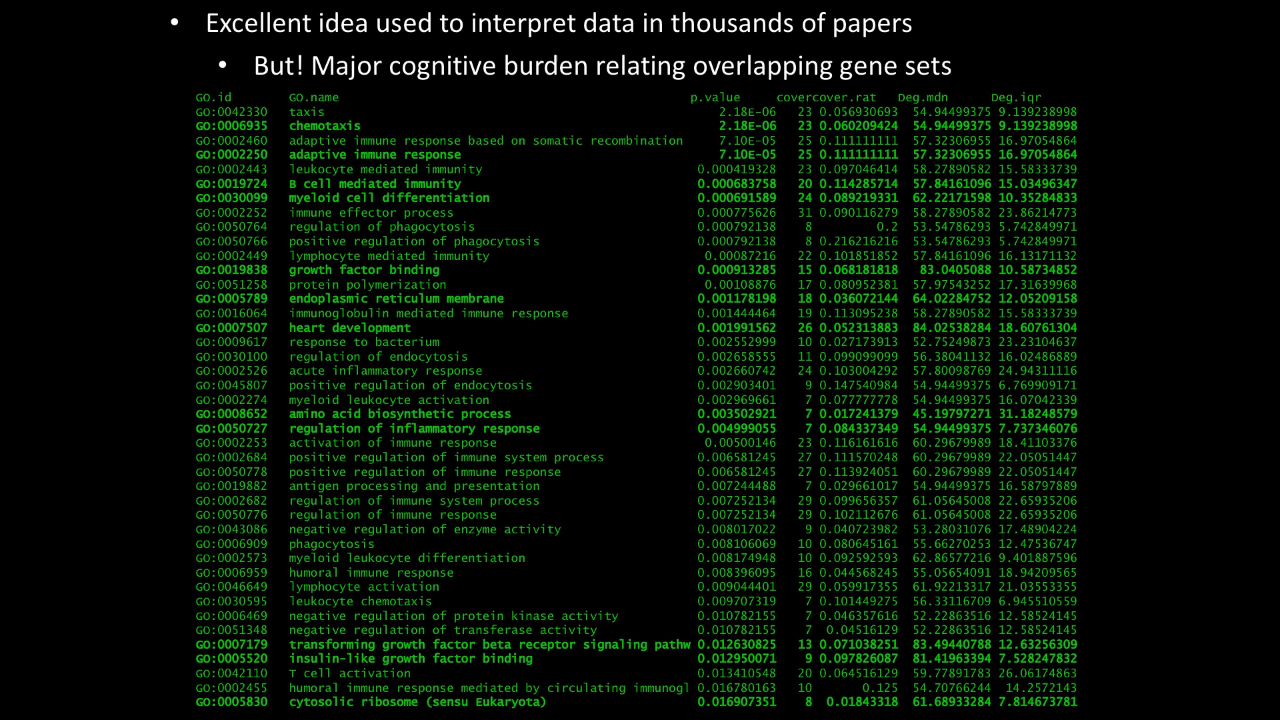 • Excellent idea used to interpret data in thousands of papers
• But! Major cognitive burden relating overlapping gene sets
GO.id GO.name p.value covercover.rat Deg.mdn Deg.iqr
GO:0042330 taxis 2.18E-06 23 0.056930693 54.94499375 9.139238998
GO:0006935 chemotaxis 2.18E-06 23 0.060209424 54.94499375 9.139238998
GO:0002460 adaptive immune response based on somatic recombination 7.10E-05 25 0.111111111 57.32306955 16.97054864
GO:0002250 adaptive immune response 7.10E-05 25 0.111111111 57.32306955 16.97054864
GO:0002443 leukocyte mediated immunity 0.000419328 23 0.097046414 58.27890582 15.58333739
GO:0019724 B cell mediated immunity 0.000683758 20 0.114285714 57.84161096 15.03496347
GO:0030099 myeloid cell differentiation 0.000691589 24 0.089219331 62.22171598 10.35284833
GO:0002252 immune effector process 0.000775626 31 0.090116279 58.27890582 23.86214773
GO:0050764 regulation of phagocytosis 0.000792138 8 0.2 53.54786293 5.742849971
GO:0050766 positive regulation of phagocytosis 0.000792138 8 0.216216216 53.54786293 5.742849971
GO:0002449 lymphocyte mediated immunity 0.00087216 22 0.101851852 57.84161096 16.13171132
GO:0019838 growth factor binding 0.000913285 15 0.068181818 83.0405088 10.58734852
GO:0051258 protein polymerization 0.00108876 17 0.080952381 57.97543252 17.31639968
GO:0005789 endoplasmic reticulum membrane 0.001178198 18 0.036072144 64.02284752 12.05209158
GO:0016064 immunoglobulin mediated immune response 0.001444464 19 0.113095238 58.27890582 15.58333739
GO:0007507 heart development 0.001991562 26 0.052313883 84.02538284 18.60761304
GO:0009617 response to bacterium 0.002552999 10 0.027173913 52.75249873 23.23104637
GO:0030100 regulation of endocytosis 0.002658555 11 0.099099099 56.38041132 16.02486889
GO:0002526 acute inflammatory response 0.002660742 24 0.103004292 57.80098769 24.94311116
GO:0045807 positive regulation of endocytosis 0.002903401 9 0.147540984 54.94499375 6.769909171
GO:0002274 myeloid leukocyte activation 0.002969661 7 0.077777778 54.94499375 16.07042339
GO:0008652 amino acid biosynthetic process 0.003502921 7 0.017241379 45.19797271 31.18248579
GO:0050727 regulation of inflammatory response 0.004999055 7 0.084337349 54.94499375 7.737346076
GO:0002253 activation of immune response 0.00500146 23 0.116161616 60.29679989 18.41103376
GO:0002684 positive regulation of immune system process 0.006581245 27 0.111570248 60.29679989 22.05051447
GO:0050778 positive regulation of immune response 0.006581245 27 0.113924051 60.29679989 22.05051447
GO:0019882 antigen processing and presentation 0.007244488 7 0.029661017 54.94499375 16.58797889
GO:0002682 regulation of immune system process 0.007252134 29 0.099656357 61.05645008 22.65935206
GO:0050776 regulation of immune response 0.007252134 29 0.102112676 61.05645008 22.65935206
GO:0043086 negative regulation of enzyme activity 0.008017022 9 0.040723982 53.28031076 17.48904224
GO:0006909 phagocytosis 0.008106069 10 0.080645161 55.66270253 12.47536747
GO:0002573 myeloid leukocyte differentiation 0.008174948 10 0.092592593 62.86577216 9.401887596
GO:0006959 humoral immune response 0.008396095 16 0.044568245 55.05654091 18.94209565
GO:0046649 lymphocyte activation 0.009044401 29 0.059917355 61.92213317 21.03553355
GO:0030595 leukocyte chemotaxis 0.009707319 7 0.101449275 56.33116709 6.945510559
GO:0006469 negative regulation of protein kinase activity 0.010782155 7 0.046357616 52.22863516 12.58524145
GO:0051348 negative regulation of transferase activity 0.010782155 7 0.04516129 52.22863516 12.58524145
GO:0007179 transforming growth factor beta receptor signaling pathw 0.012630825 13 0.071038251 83.49440788 12.63256309
GO:0005520 insulin-like growth factor binding 0.012950071 9 0.097826087 81.41963394 7.528247832
GO:0042110 T cell activation 0.013410548 20 0.064516129 59.77891783 26.06174863
GO:0002455 humoral immune response mediated by circulating immunogl 0.016780163 10 0.125 54.70766244 14.2572143
GO:0005830 cytosolic ribosome (sensu Eukaryota) 0.016907351 8 0.01843318 61.68933284 7.814673781